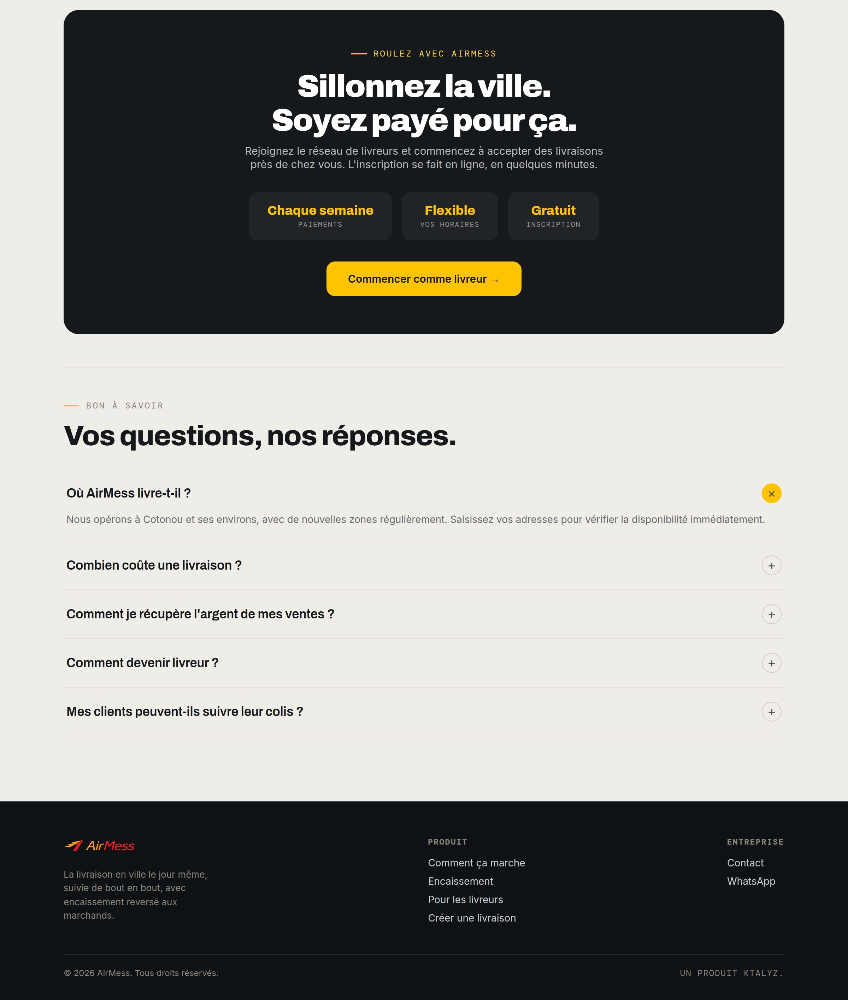 ROULEZ AVEC AIRMESS
Sillonnez la ville.
Soyez payé pour ça.
Rejoignez le réseau de livreurs et commencez à accepter des livraisons
près de chez vous. L'inscription se fait en ligne, en quelques minutes.
Chaque semaine
PAIEMENTS
Flexible
VOS HORAIRES
Gratuit
INSCRIPTION
Commencer comme livreur →
BON À SAVOIR
Vos questions, nos réponses.
Où AirMess livre-t-il ?
Nous opérons à Cotonou et ses environs, avec de nouvelles zones régulièrement. Saisissez vos adresses pour vérifier la disponibilité immédiatement.
Combien coûte une livraison ?
Comment je récupère l'argent de mes ventes ?
Comment devenir livreur ?
Mes clients peuvent-ils suivre leur colis ?
AirMess
La livraison en ville le jour même,
suivie de bout en bout, avec
encaissement reversé aux
marchands.
PRODUIT
Comment ça marche
Encaissement
Pour les livreurs
Créer une livraison
ENTREPRISE
Contact
WhatsApp
© 2026 AirMess. Tous droits réservés.
UN PRODUIT KTALYZ.